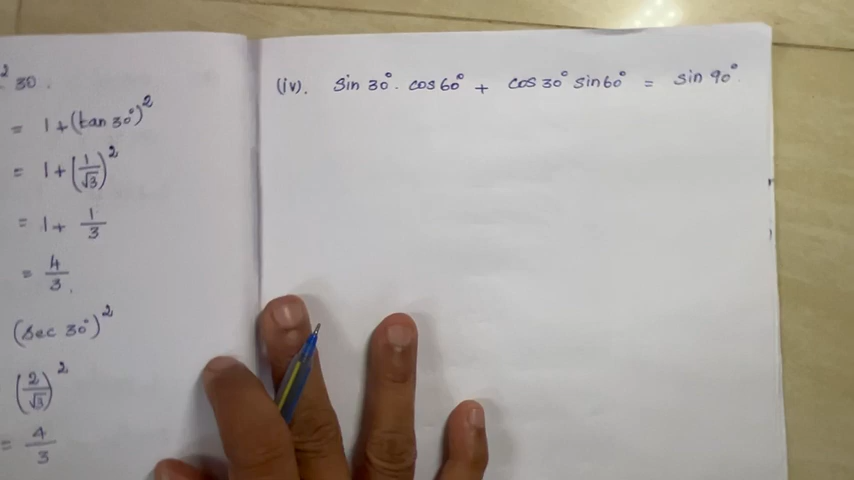 ² 30.
= 1 + (tan 30°)²
= 1 + (1/√3)²
= 1 + 1/3
= 4/3.
(sec 30°)²
(2/√3)²
= 4/3
(iv). sin 30°. cos 60° + cos 30° sin 60° = sin 90°.